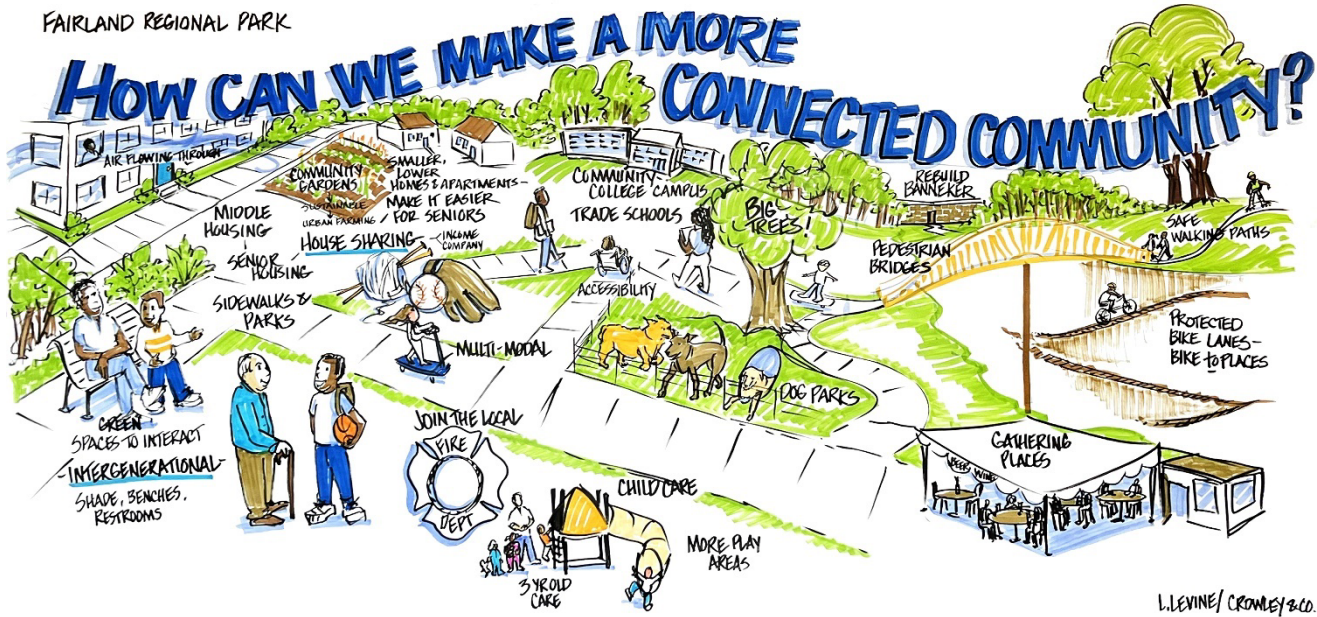 FAIRLAND REGIONAL PARK
HOW CAN WE MAKE A MORE
CONNECTED COMMUNITY?
AIR FLOWING THROUGH
COMMUNITY
GARDENS
SUSTAINABLE
URBAN FARMING
SMALLER,
LOWER
HOMES & APARTMENTS -
MAKE IT EASIER
FOR SENIORS
COMMUNITY
COLLEGE CAMPUS
TRADE SCHOOLS
BIG
TREES!
REBUILD
BANNEKER
SAFE
WALKING PATHS
PEDESTRIAN
BRIDGES
MIDDLE
HOUSING
SENIOR
HOUSING
HOUSE SHARING
- INCOME
COMPANY
SIDEWALKS &
PARKS
ACCESSIBILITY
MULTI-MODAL
PROTECTED
BIKE LANES -
BIKE TO PLACES
DOG PARKS
GREEN
SPACES TO INTERACT
- INTERGENERATIONAL -
SHADE, BENCHES,
RESTROOMS
JOIN THE LOCAL
FIRE
DEPT
CHILD CARE
3 YR OLD
CARE
MORE PLAY
AREAS
GATHERING
PLACES
BEER WINE
L.LEVINE/ CROWLEY & CO.